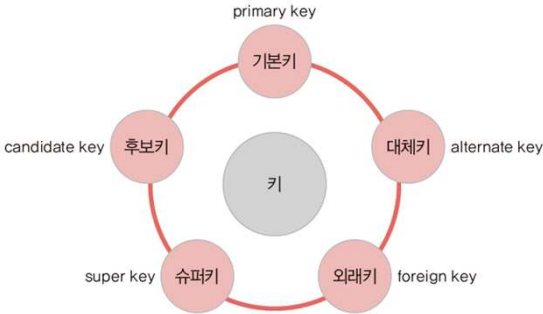 primary key
기본키
candidate key
후보키
대체키
alternate key
키
super key
슈퍼키
외래키
foreign key